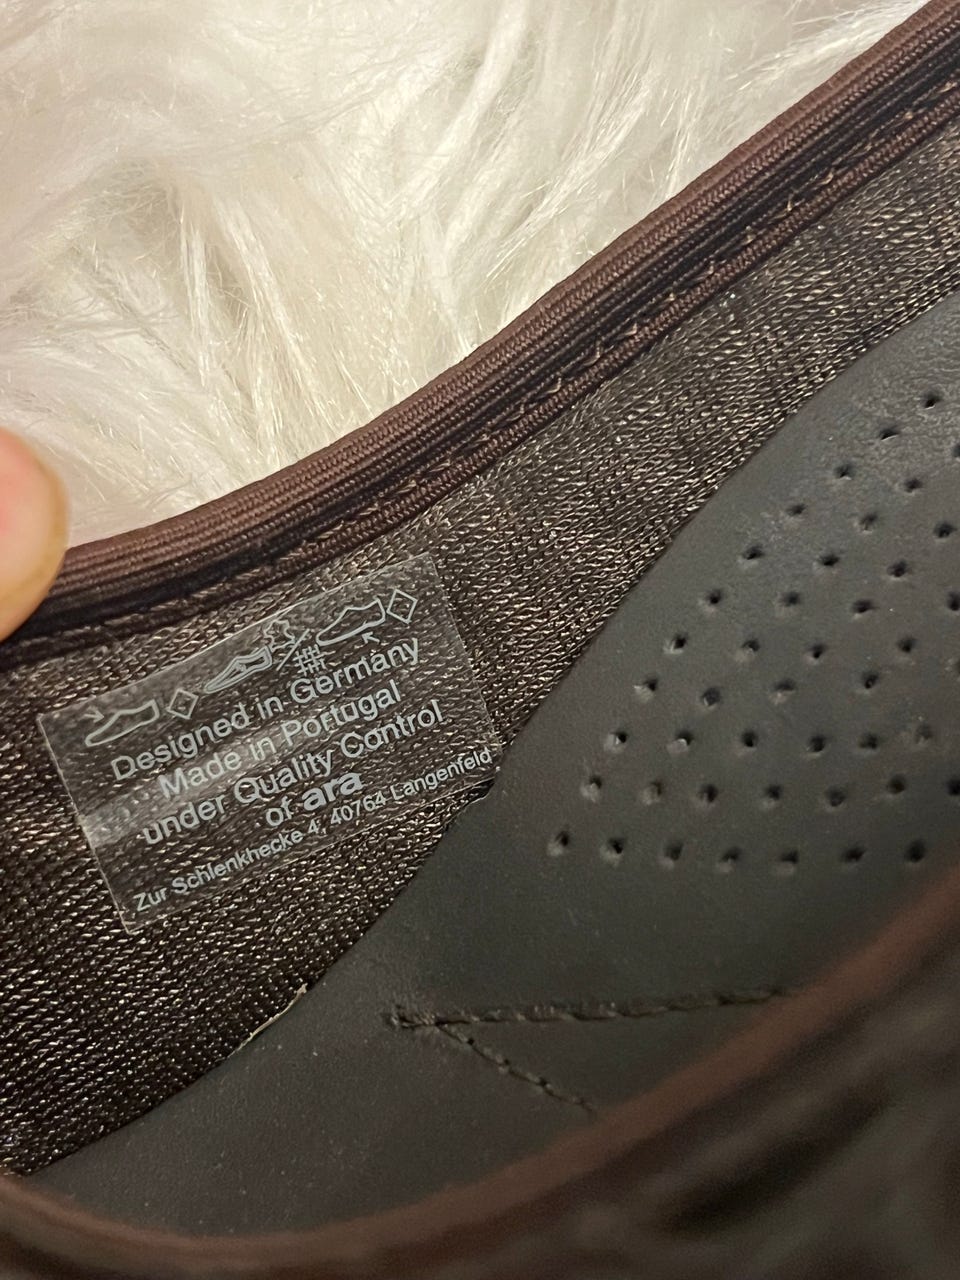 Designed in Germany
Made in Portugal
under Quality Control
of ara
Zur Schlenkhecke 4, 40764 Langenfeld